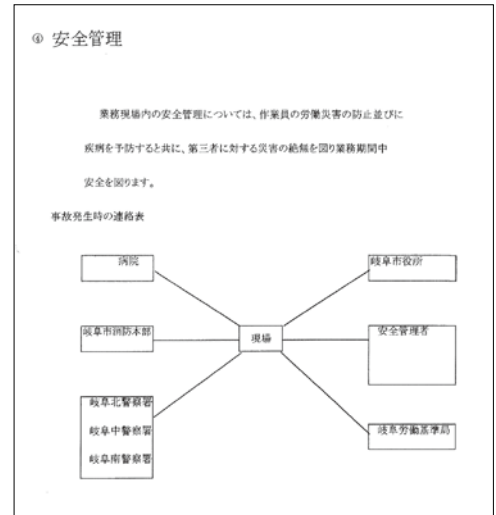 ⑥ 安全管理
業務現場内の安全管理については、作業員の労働災害の防止並びに
疾病を予防すると共に、第三者に対する災害の絶無を図り業務期間中
安全を図ります。
事故発生時の連絡表
病院
岐阜市役所
岐阜市消防本部
現場
安全管理者
岐阜北警察署
岐阜中警察署
岐阜南警察署
岐阜労働基準局